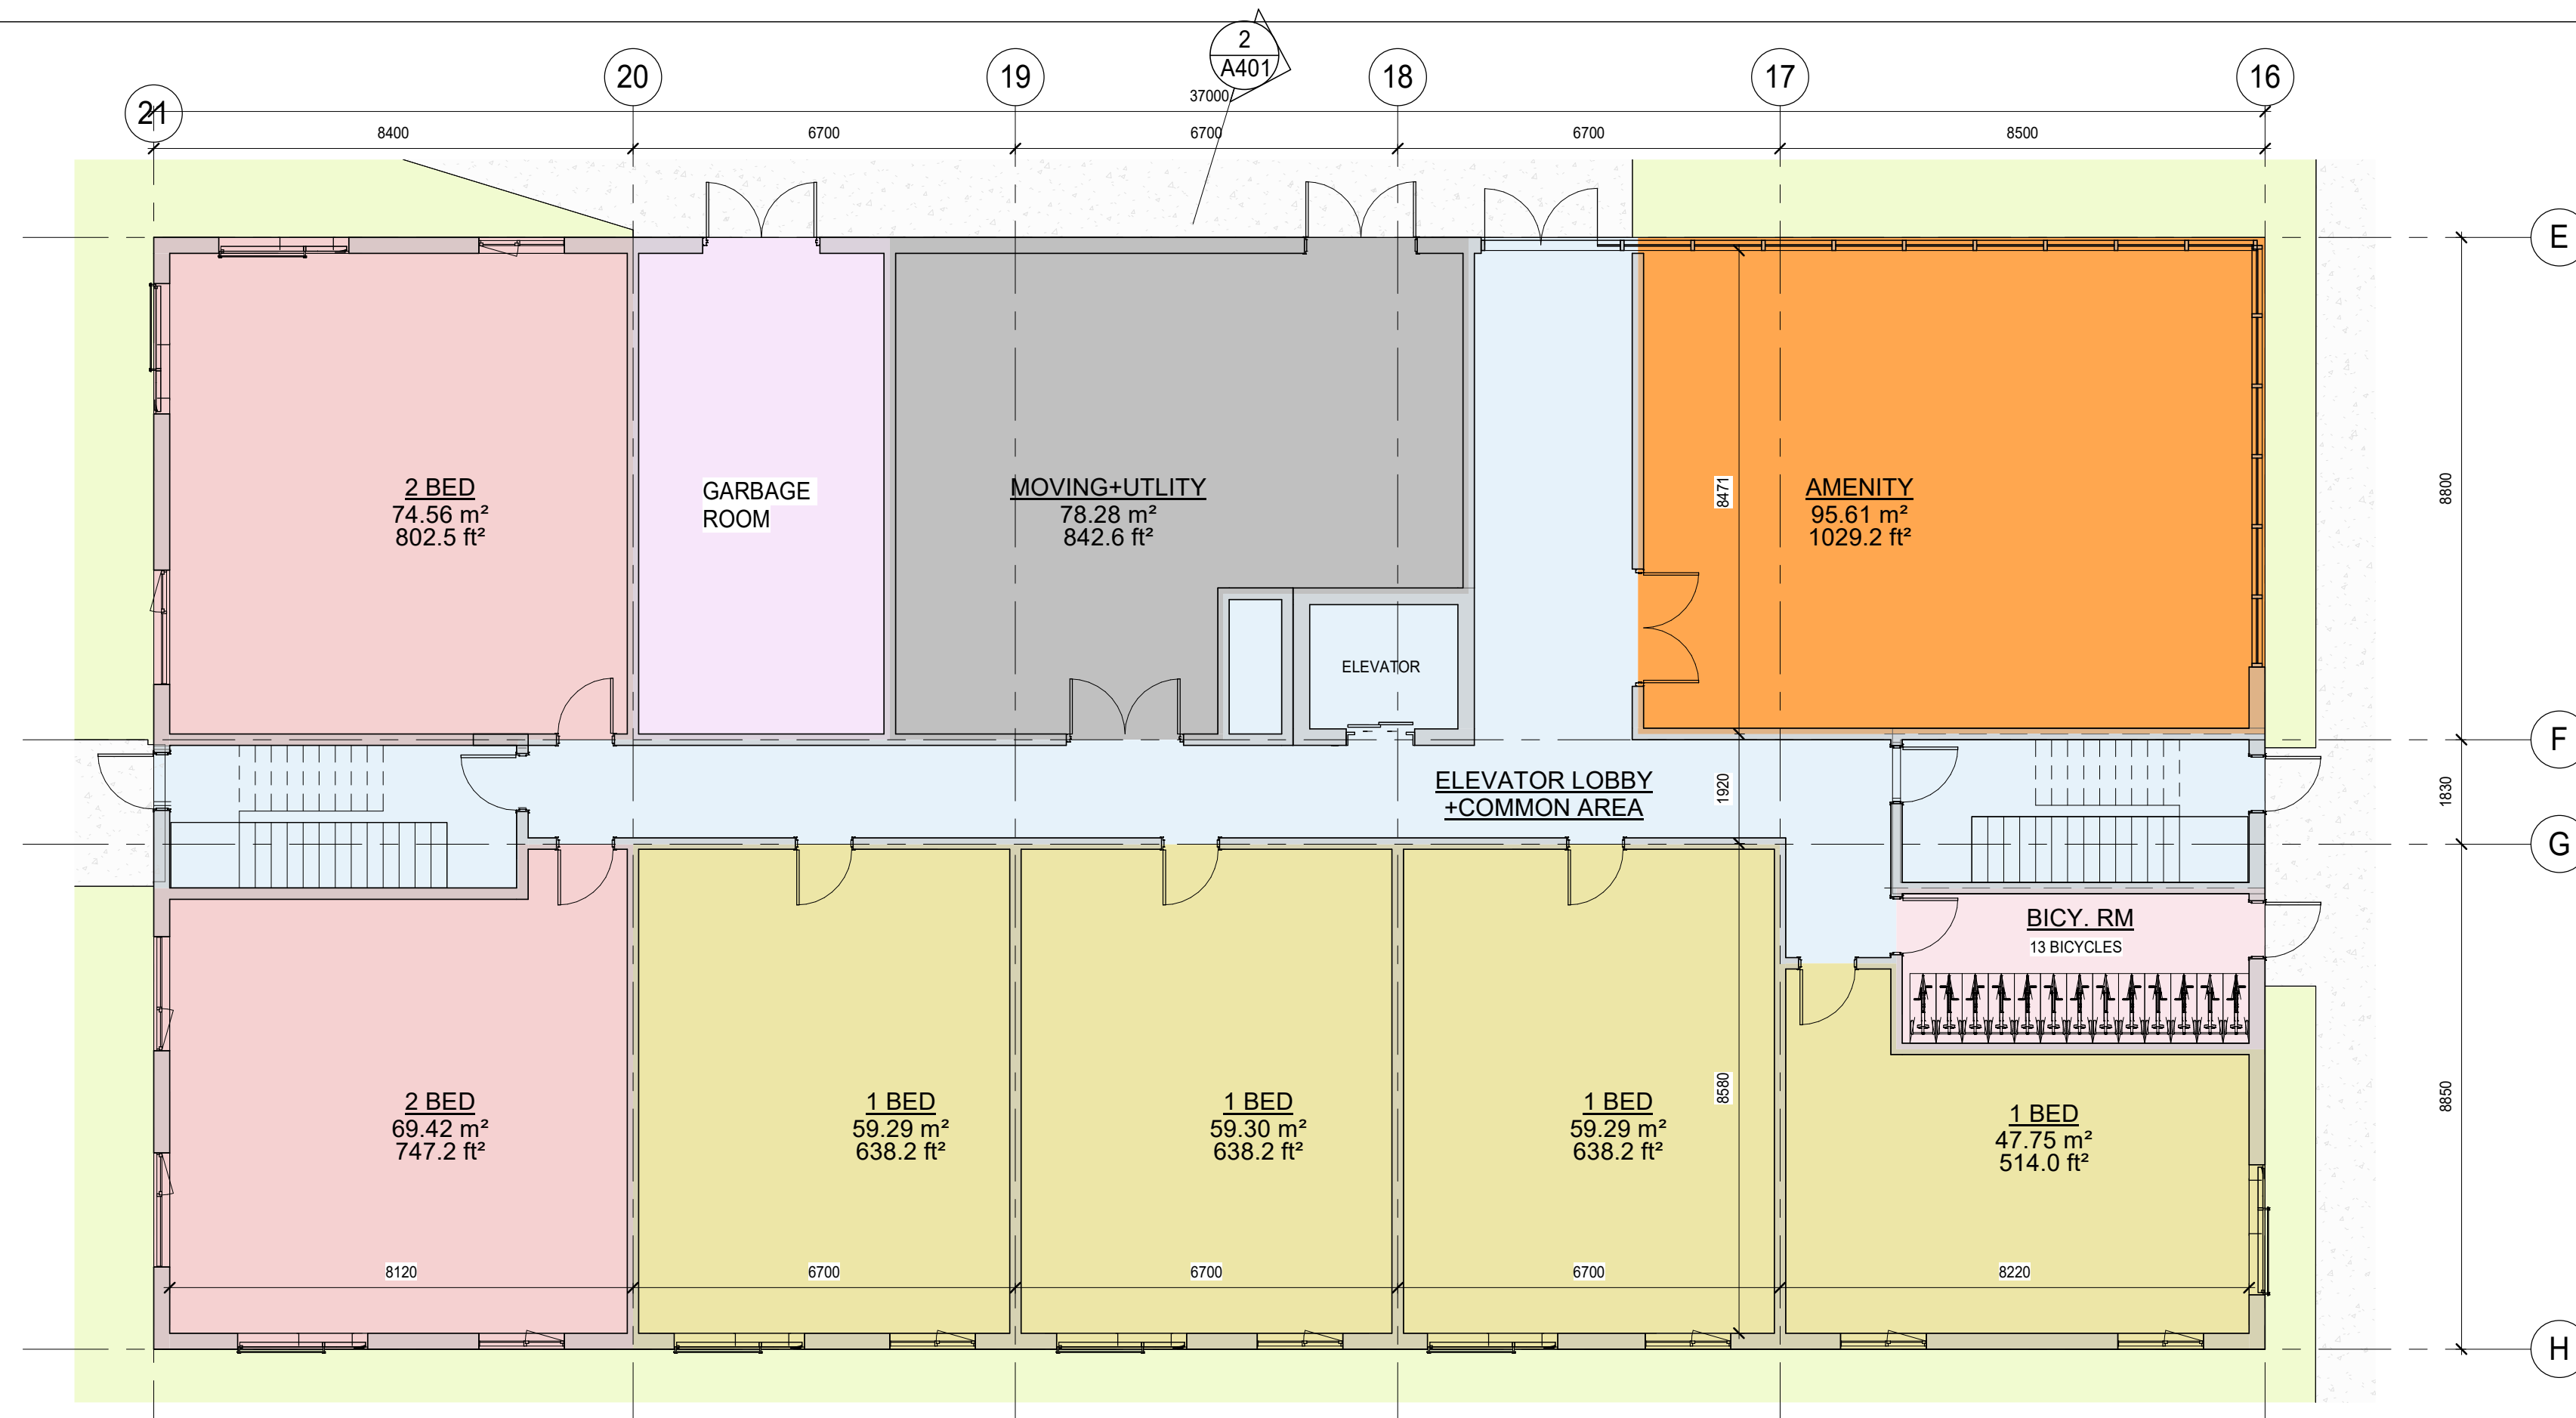 2
A401
21
20
19
18
17
16
37000
8400
6700
6700
6700
8500
E
2 BED
74.56 m²
802.5 ft²
GARBAGE
ROOM
MOVING+UTLITY
78.28 m²
842.6 ft²
8471
AMENITY
95.61 m²
1029.2 ft²
8800
ELEVATOR
F
ELEVATOR LOBBY
+COMMON AREA
1920
1830
G
BICY. RM
13 BICYCLES
2 BED
69.42 m²
747.2 ft²
1 BED
59.29 m²
638.2 ft²
1 BED
59.30 m²
638.2 ft²
1 BED
59.29 m²
638.2 ft²
8580
1 BED
47.75 m²
514.0 ft²
8850
8120
6700
6700
6700
8220
H